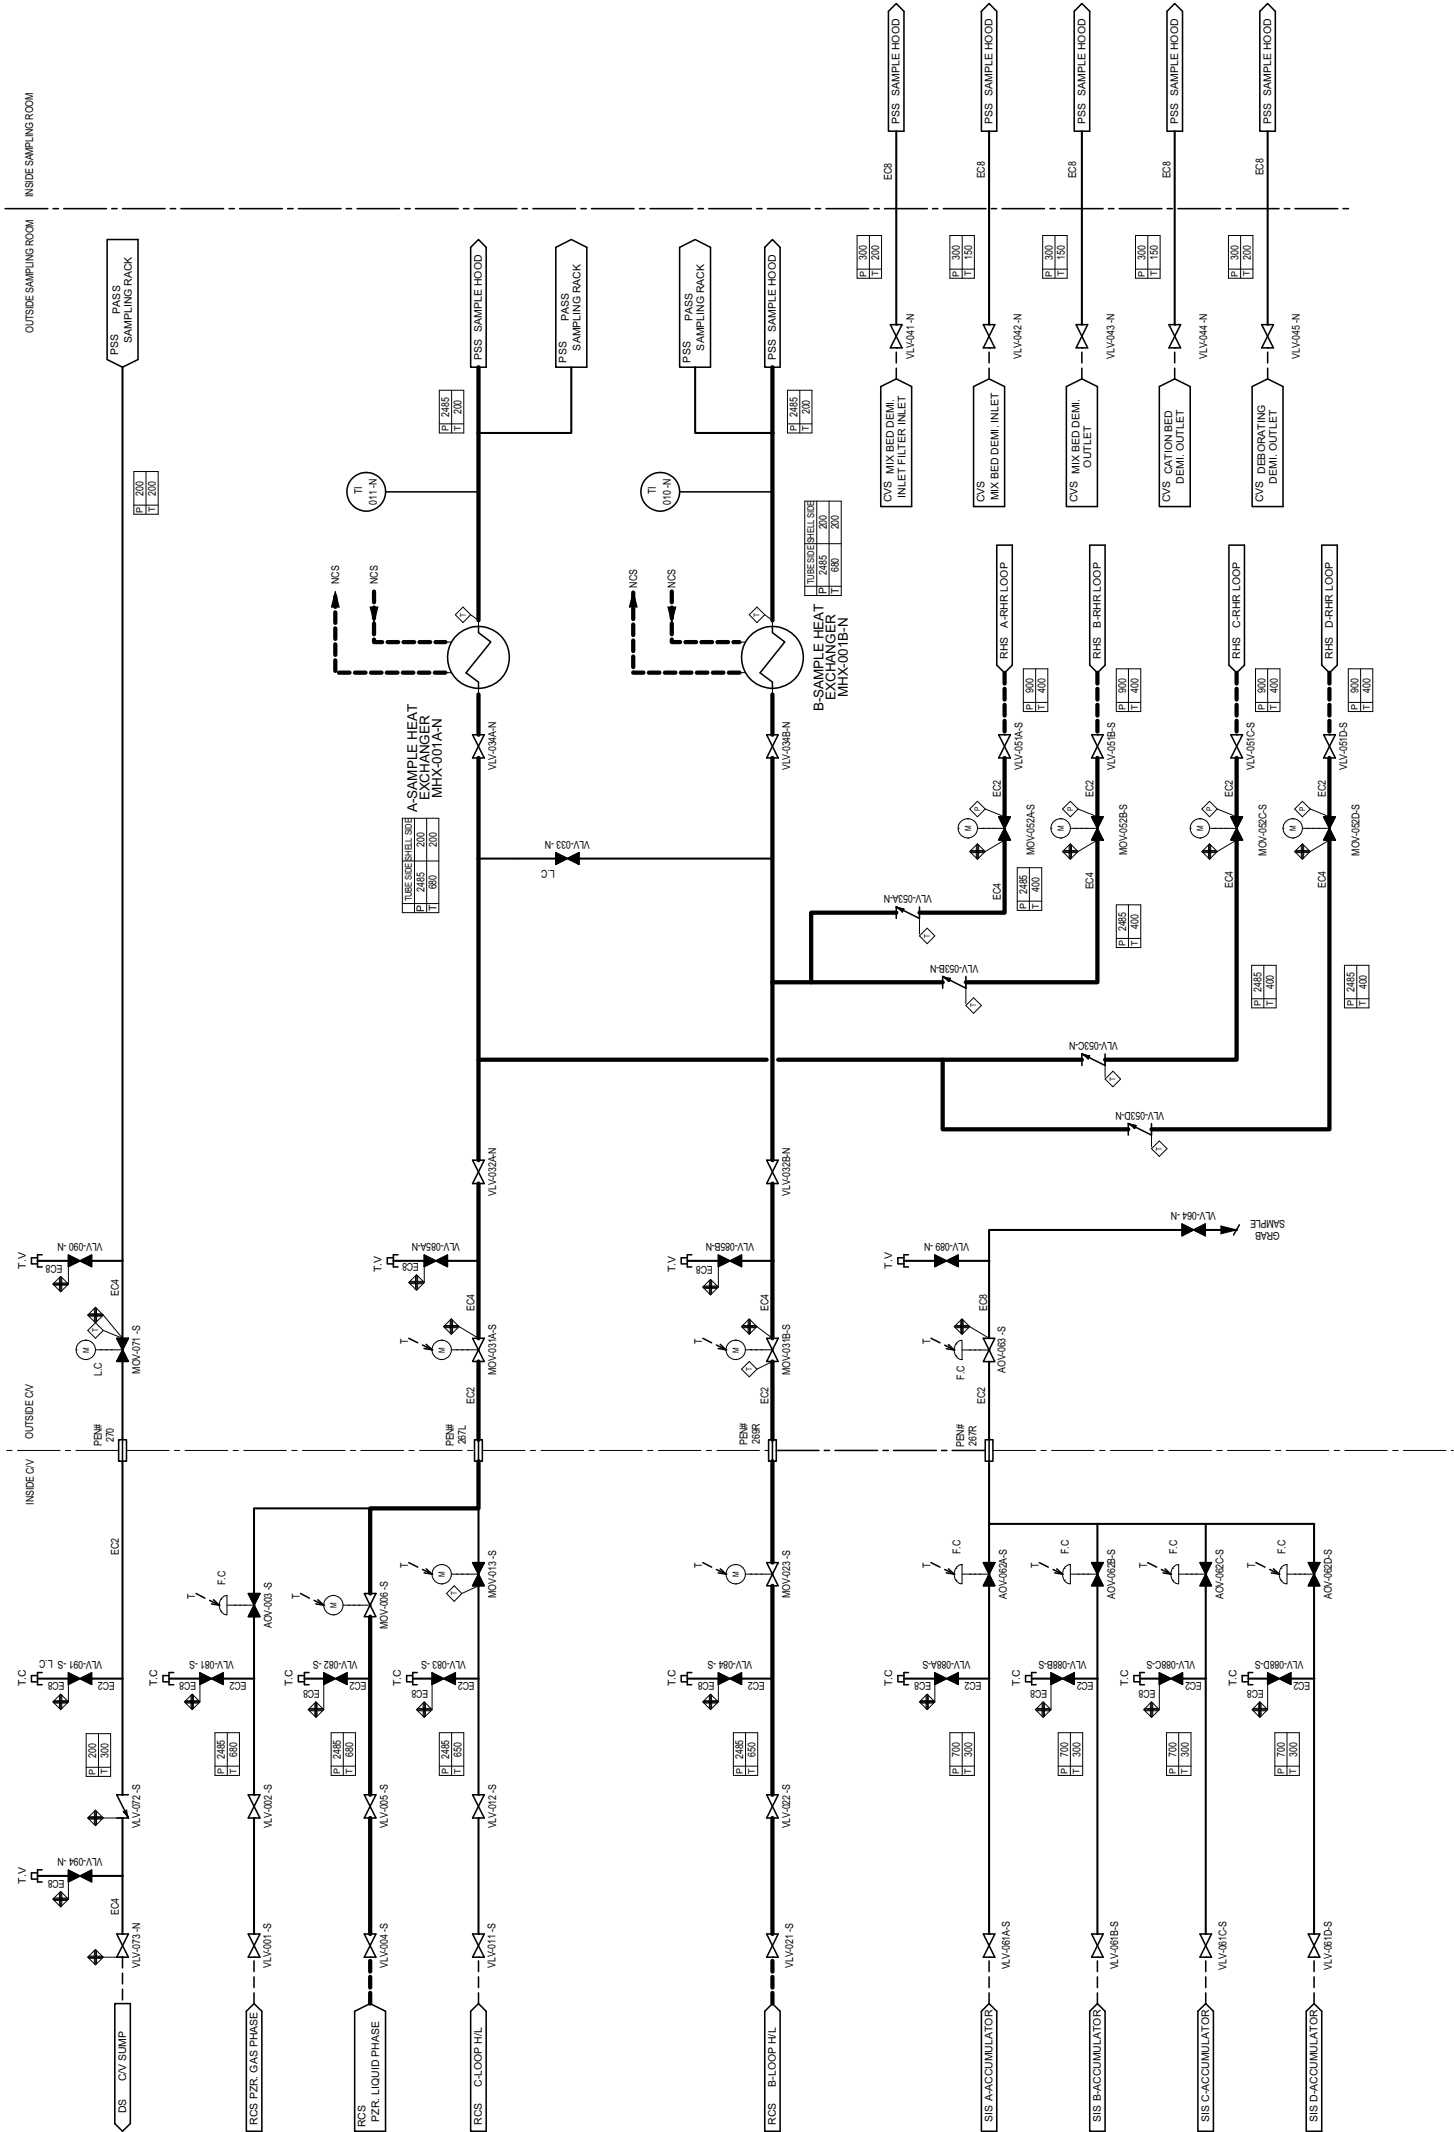 INSIDE SAMPLING ROOM
OUTSIDE SAMPLING ROOM
OUTSIDE C/V
INSIDE C/V
PSS PASS
SAMPLING RACK
P 200
T 200
T.V
VLV-090 -N
EC8
EC4
M
T
L.C
MOV-071 -S
PEN#
270
EC2
T.C
L.C
VLV-091 -S
EC8
EC2
P 200
T 300
VLV-072 -S
T.V
VLV-094 -N
EC8
EC4
VLV-073 -N
DS C/V SUMP
T
F.C
AOV-003 -S
T.C
VLV-081 -S
EC8
EC2
P 2485
T 680
VLV-002 -S
VLV-001 -S
RCS PZR. GAS PHASE
T
M
MOV-006 -S
T.C
VLV-082 -S
EC8
EC2
P 2485
T 680
VLV-005 -S
VLV-004 -S
RCS
PZR. LIQUID PHASE
PSS SAMPLE HOOD
PSS PASS
SAMPLING RACK
P 2485
T 200
TI
011 -N
NCS
NCS
T
A-SAMPLE HEAT
EXCHANGER
MHX-001A-N
TUBE SIDE SHELL SIDE
P 2485 200
T 680 200
VLV-034A-N
VLV-033 -N
L.C
VLV-032A-N
T.V
VLV-085A-N
EC8
EC4
T
M
MOV-031A-S
EC2
PEN#
267L
T
M
T
MOV-013 -S
T.C
VLV-083 -S
EC8
EC2
P 2485
T 650
VLV-012 -S
VLV-011 -S
RCS C-LOOP H/L
PSS PASS
SAMPLING RACK
PSS SAMPLE HOOD
P 2485
T 200
TI
010 -N
NCS
NCS
T
TUBE SIDE SHELL SIDE
P 2485 200
T 680 200
B-SAMPLE HEAT
EXCHANGER
MHX-001B-N
VLV-034B-N
VLV-032B-N
T.V
VLV-085B-N
EC8
EC4
T
M
T
MOV-031B-S
EC2
PEN#
269R
T
M
MOV-023 -S
T.C
VLV-084 -S
EC8
EC2
P 2485
T 650
VLV-022 -S
VLV-021 -S
RCS B-LOOP H/L
PSS SAMPLE HOOD
EC8
P 300
T 200
VLV-041 -N
CVS MIX BED DEMI.
INLET FILTER INLET
PSS SAMPLE HOOD
EC8
P 300
T 150
VLV-042 -N
CVS
MIX BED DEMI. INLET
PSS SAMPLE HOOD
EC8
P 300
T 150
VLV-043 -N
CVS MIX BED DEMI.
OUTLET
PSS SAMPLE HOOD
EC8
P 300
T 150
VLV-044 -N
CVS CATION BED
DEMI. OUTLET
PSS SAMPLE HOOD
EC8
P 300
T 200
VLV-045 -N
CVS DEBORATING
DEMI. OUTLET
RHS A-RHR LOOP
P 900
T 400
VLV-051A-S
EC2
P
M
MOV-052A-S
EC4
P 2485
T 400
VLV-053A-N
T
RHS B-RHR LOOP
P 900
T 400
VLV-051B-S
EC2
P
M
MOV-052B-S
EC4
P 2485
T 400
VLV-053B-N
T
RHS C-RHR LOOP
P 900
T 400
VLV-051C-S
EC2
P
M
MOV-052C-S
EC4
P 2485
T 400
VLV-053C-N
T
RHS D-RHR LOOP
P 900
T 400
VLV-051D-S
EC2
P
M
MOV-052D-S
EC4
P 2485
T 400
VLV-053D-N
T
T.V
VLV-089 -N
VLV-064 -N
GRAB
SAMPLE
EC8
T
F.C
AOV-063 -S
EC2
PEN#
267R
T
F.C
AOV-062A-S
T.C
VLV-088A-S
EC8
EC2
P 700
T 300
VLV-061A-S
SIS A-ACCUMULATOR
T
F.C
AOV-062B-S
T.C
VLV-088B-S
EC8
EC2
P 700
T 300
VLV-061B-S
SIS B-ACCUMULATOR
T
F.C
AOV-062C-S
T.C
VLV-088C-S
EC8
EC2
P 700
T 300
VLV-061C-S
SIS C-ACCUMULATOR
T
F.C
AOV-062D-S
T.C
VLV-088D-S
EC8
EC2
P 700
T 300
VLV-061D-S
SIS D-ACCUMULATOR